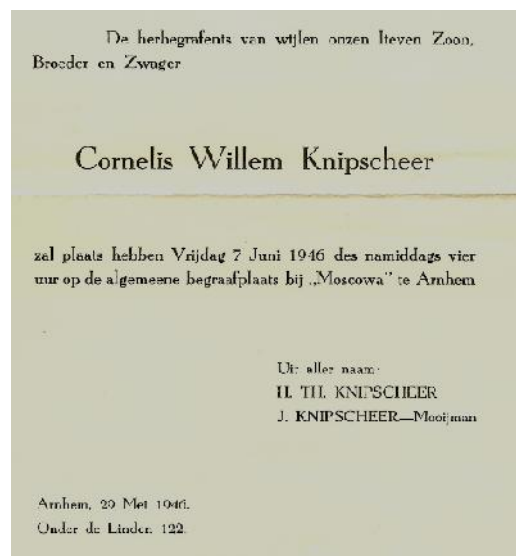 De herbegrafenis van wijlen onzen lieven Zoon,
Broeder en Zwager
Cornelis Willem Knipscheer
zal plaats hebben Vrijdag 7 Juni 1946 des namiddags vier
uur op de algemeene begraafplaats bij „Moscowa” te Arnhem
Uit aller naam:
H. TH. KNIPSCHEER
J. KNIPSCHEER—Mooijman
Arnhem, 29 Mei 1946.
Onder de Linden 122.